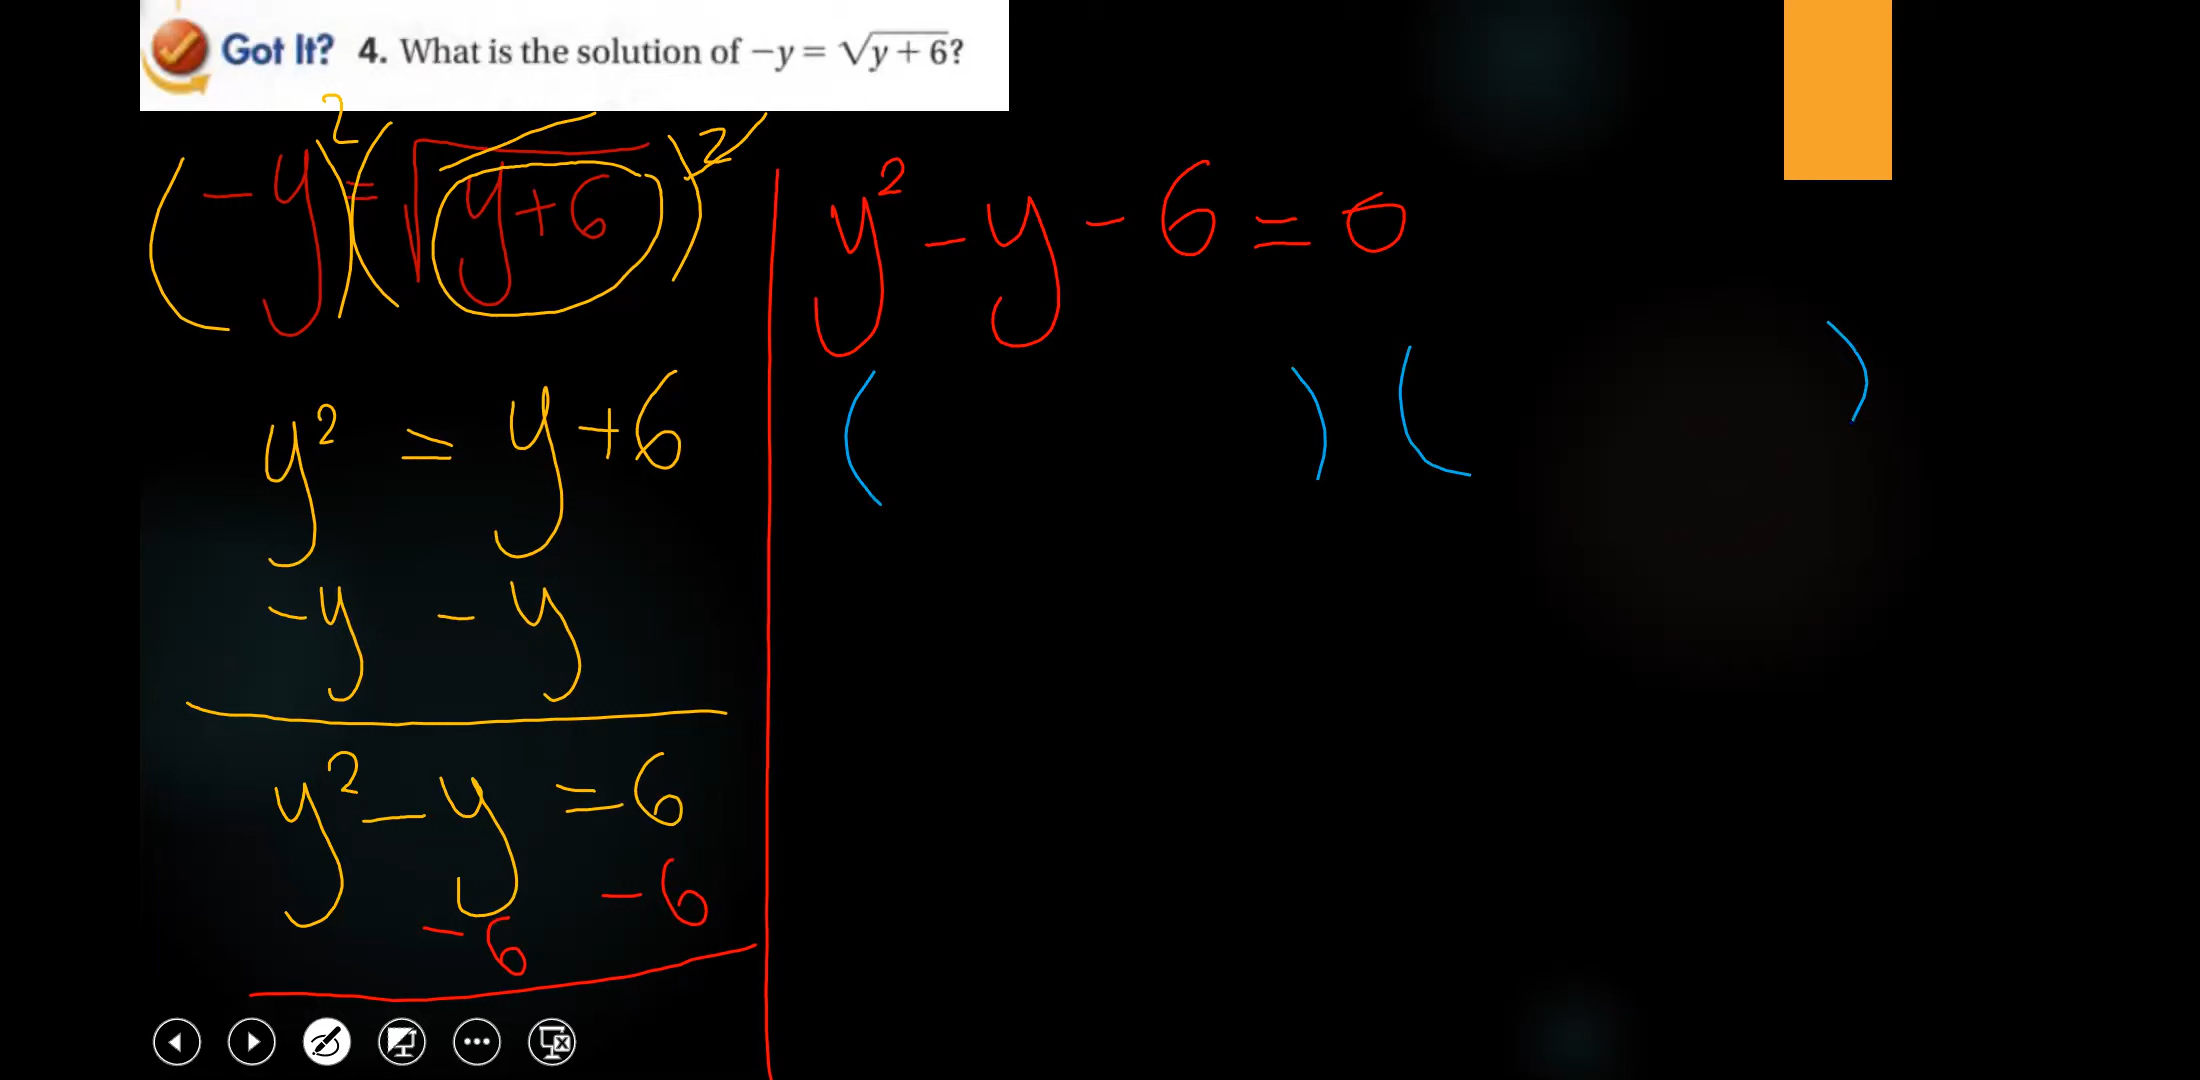 Got It? 4. What is the solution of −y = √y + 6?
(-y)² = (√y+6)²
y² = y+6
-y -y
y² - y = 6
-6 -6
y² - y - 6 = 0
( ) ( )